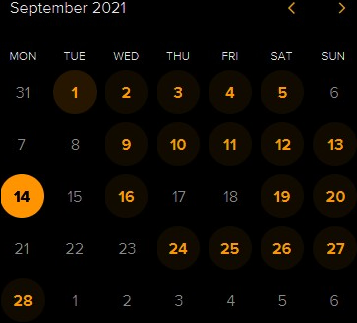 September 2021
MON TUE WED THU FRI SAT SUN
31 1 2 3 4 5 6
7 8 9 10 11 12 13
14 15 16 17 18 19 20
21 22 23 24 25 26 27
28 1 2 3 4 5 6